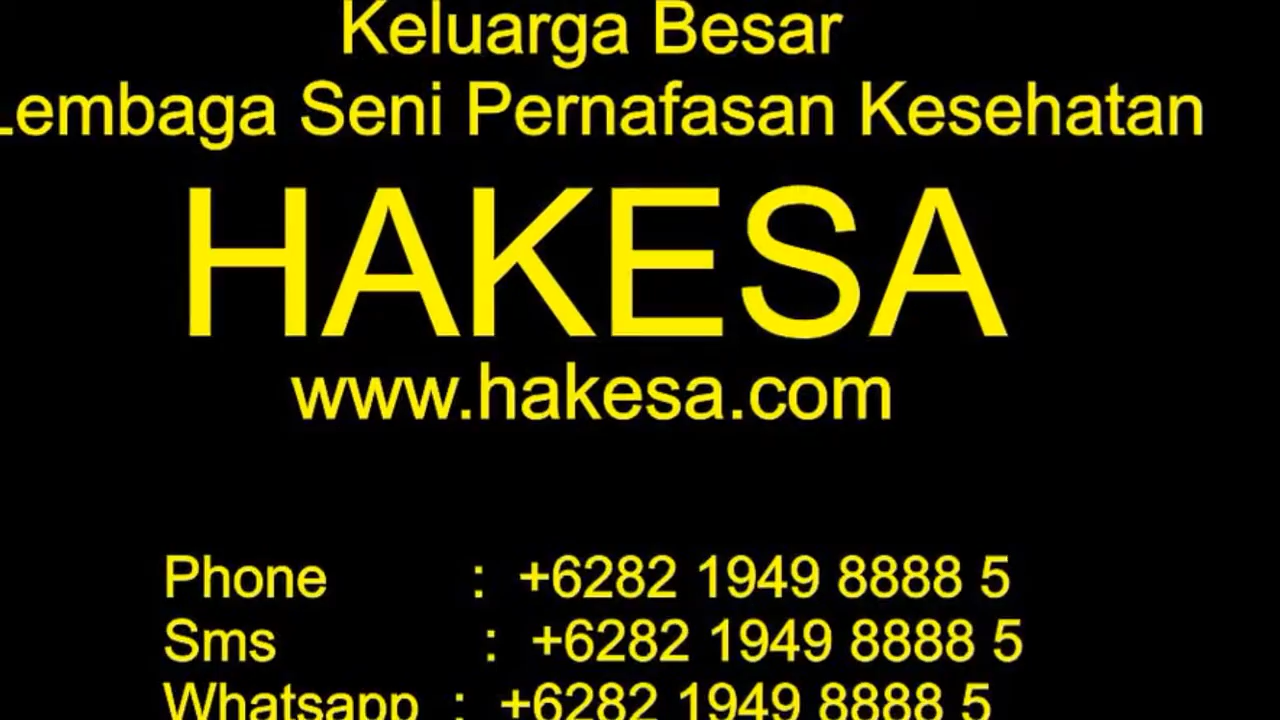 Keluarga Besar
Lembaga Seni Pernafasan Kesehatan
HAKESA
www.hakesa.com
Phone : +6282 1949 8888 5
Sms : +6282 1949 8888 5
Whatsapp : +6282 1949 8888 5